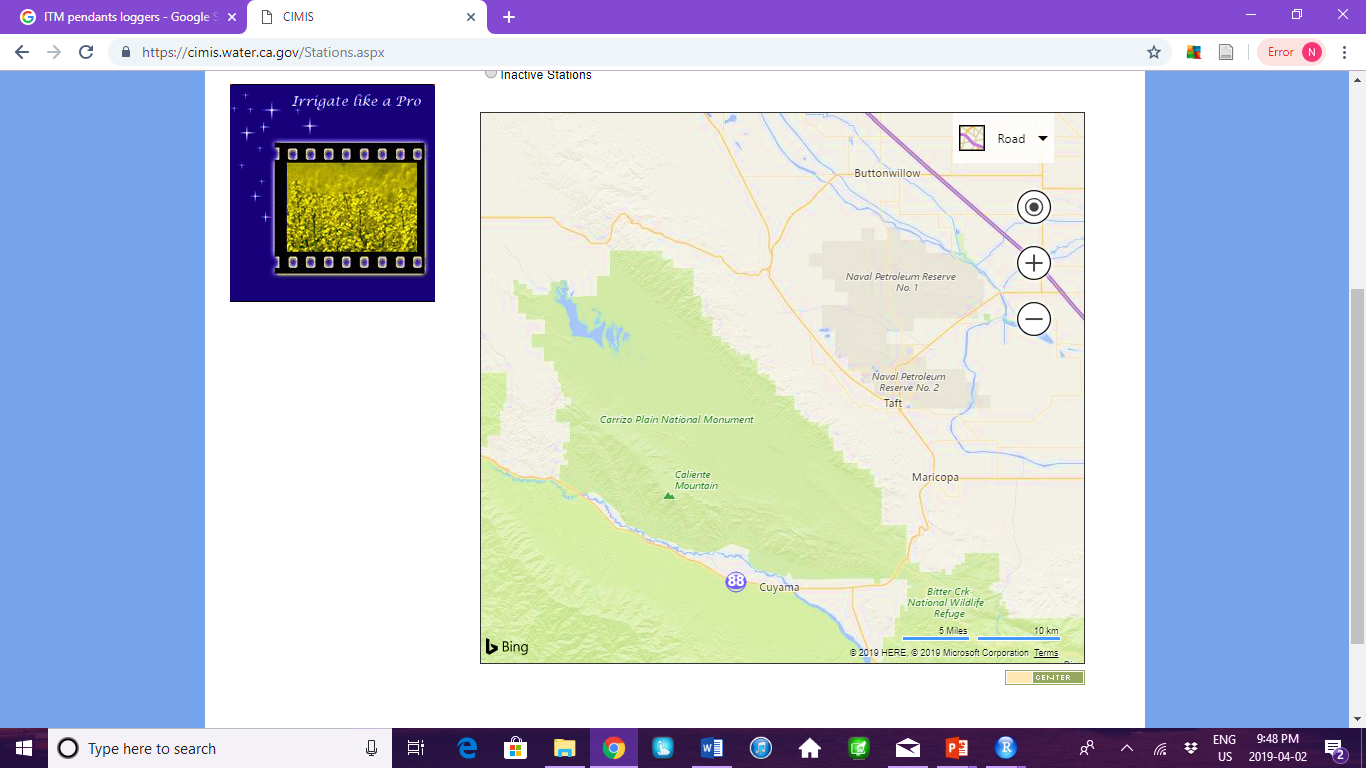 ITM pendants loggers - Google S
CIMIS
https://cimis.water.ca.gov/Stations.aspx
Error N
Inactive Stations
Irrigate like a Pro
Road
Buttonwillow
Naval Petroleum Reserve
No. 1
Naval Petroleum
Reserve No. 2
Taft
Carrizo Plain National Monument
Caliente
Mountain
Maricopa
88
Cuyama
Bitter Crk
National Wildlife
Refuge
5 Miles 10 km
Bing
© 2019 HERE, © 2019 Microsoft Corporation Terms
CENTER
Type here to search
ENG
US
9:48 PM
2019-04-02
2